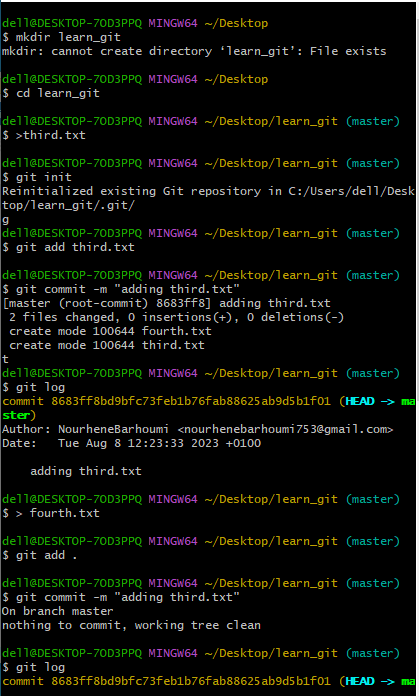 dell@DESKTOP-7OD3PPQ MINGW64 ~/Desktop
$ mkdir learn_git
mkdir: cannot create directory ‘learn_git’: File exists
dell@DESKTOP-7OD3PPQ MINGW64 ~/Desktop
$ cd learn_git
dell@DESKTOP-7OD3PPQ MINGW64 ~/Desktop/learn_git (master)
$ >third.txt
dell@DESKTOP-7OD3PPQ MINGW64 ~/Desktop/learn_git (master)
$ git init
Reinitialized existing Git repository in C:/Users/dell/Desk
top/learn_git/.git/
g
dell@DESKTOP-7OD3PPQ MINGW64 ~/Desktop/learn_git (master)
$ git add third.txt
dell@DESKTOP-7OD3PPQ MINGW64 ~/Desktop/learn_git (master)
$ git commit -m "adding third.txt"
[master (root-commit) 8683ff8] adding third.txt
 2 files changed, 0 insertions(+), 0 deletions(-)
 create mode 100644 fourth.txt
 create mode 100644 third.txt
t
dell@DESKTOP-7OD3PPQ MINGW64 ~/Desktop/learn_git (master)
$ git log
commit 8683ff8bd9bfc73feb1b76fab88625ab9d5b1f01 (HEAD -> ma
ster)
Author: NourheneBarhoumi <nourhenebarhoumi753@gmail.com>
Date:   Tue Aug 8 12:23:33 2023 +0100
    adding third.txt
dell@DESKTOP-7OD3PPQ MINGW64 ~/Desktop/learn_git (master)
$ > fourth.txt
dell@DESKTOP-7OD3PPQ MINGW64 ~/Desktop/learn_git (master)
$ git add .
dell@DESKTOP-7OD3PPQ MINGW64 ~/Desktop/learn_git (master)
$ git commit -m "adding third.txt"
On branch master
nothing to commit, working tree clean
dell@DESKTOP-7OD3PPQ MINGW64 ~/Desktop/learn_git (master)
$ git log
commit 8683ff8bd9bfc73feb1b76fab88625ab9d5b1f01 (HEAD -> ma